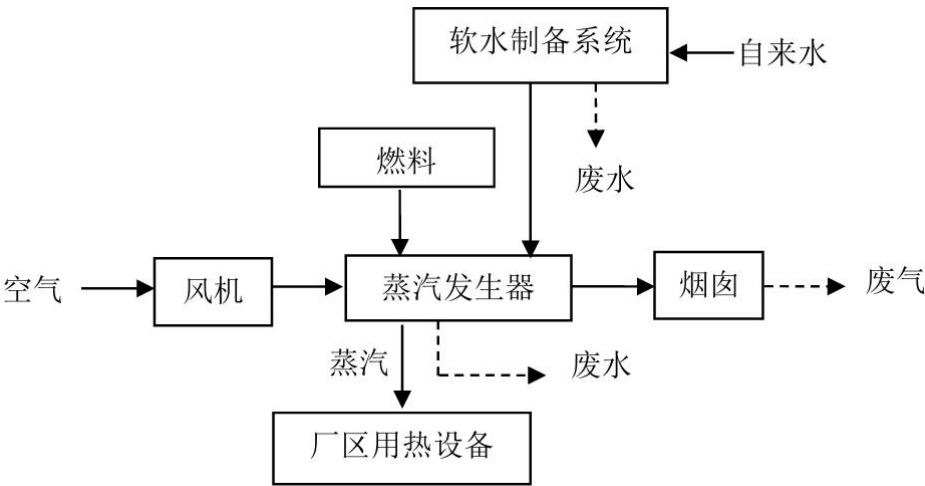 软水制备系统
自来水
燃料
废水
空气
风机
蒸汽发生器
烟囱
废气
蒸汽
废水
厂区用热设备